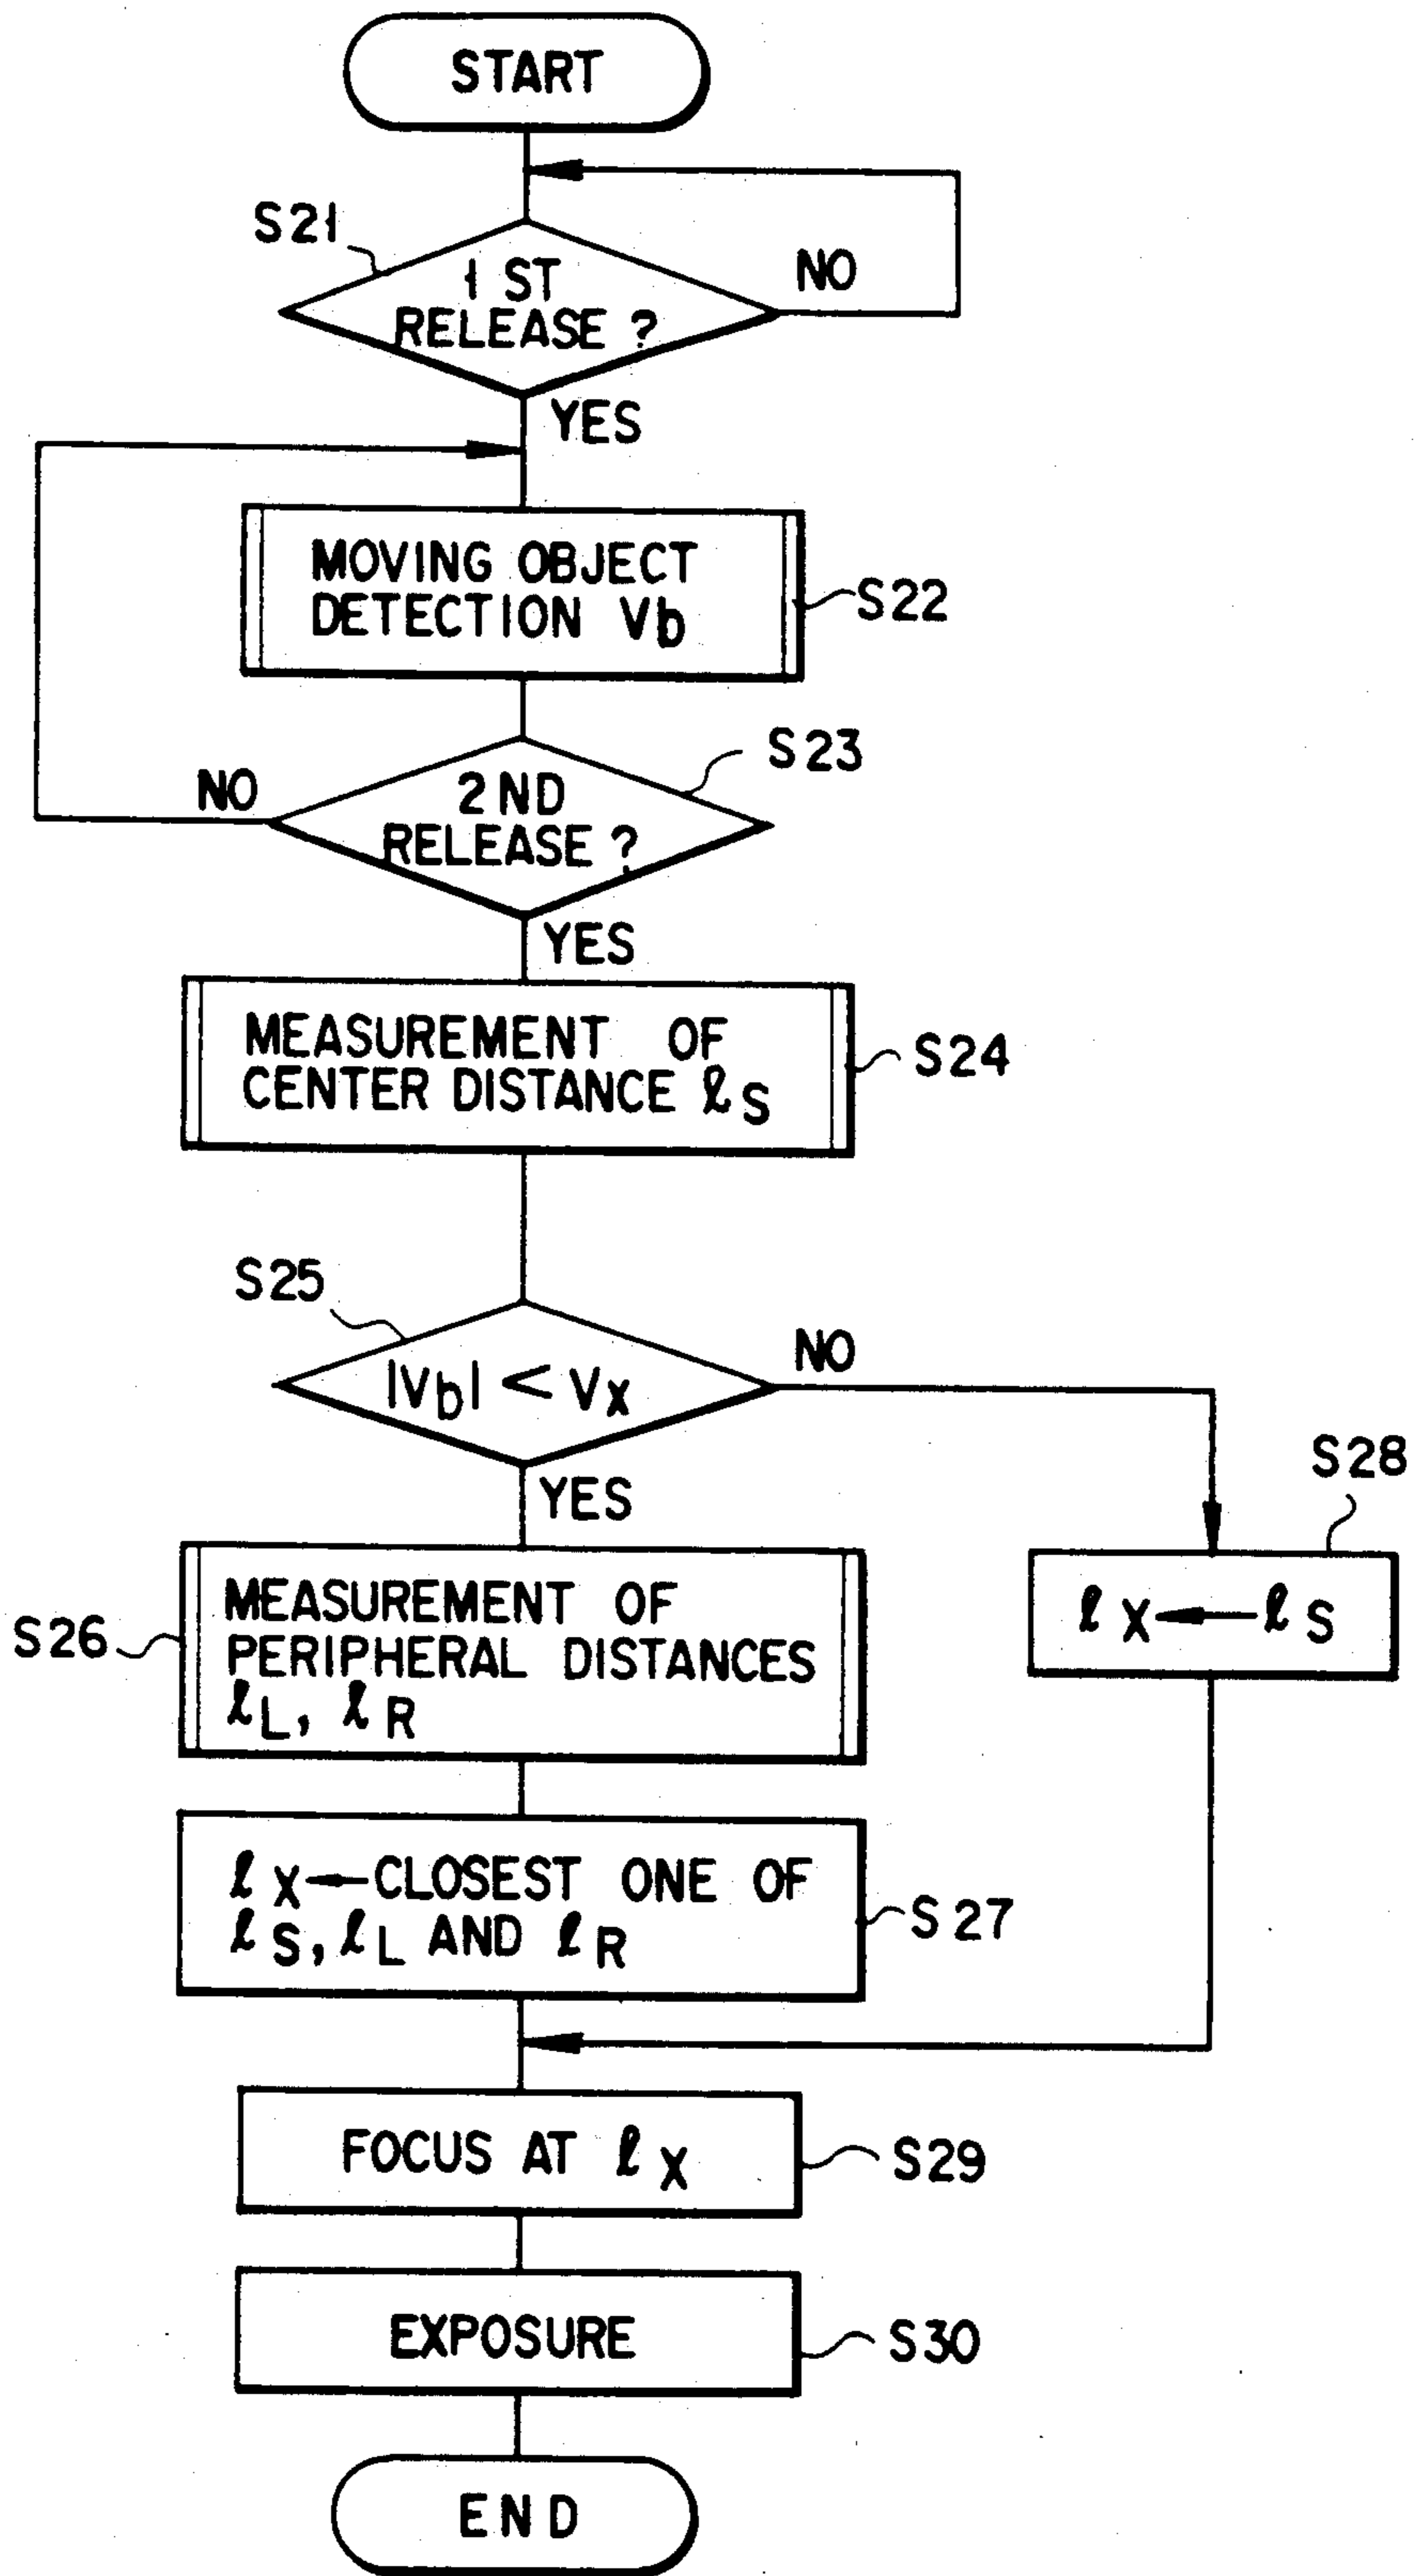 START
S21
1 ST
RELEASE ?
NO
YES
MOVING OBJECT
DETECTION Vb
S22
S23
NO
2 ND
RELEASE ?
YES
MEASUREMENT OF
CENTER DISTANCE ℓS
S24
S25
|Vb| < Vx
NO
YES
S28
ℓX ← ℓS
S26
MEASUREMENT OF
PERIPHERAL DISTANCES
ℓL, ℓR
ℓX ← CLOSEST ONE OF
ℓS, ℓL AND ℓR
S27
FOCUS AT ℓX
S29
EXPOSURE
S30
END